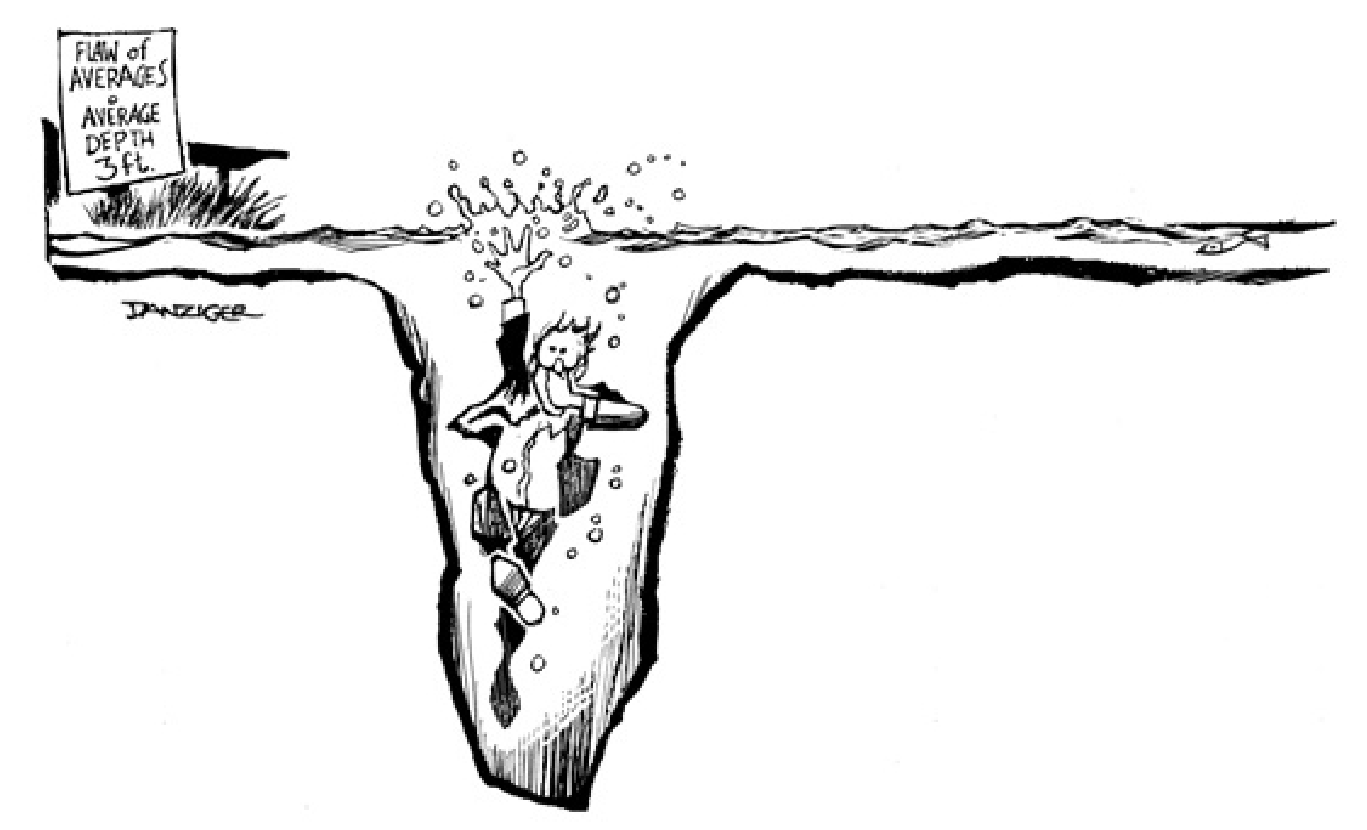 FLAW of
AVERAGES
AVERAGE
DEPTH
3ft.
DANZIGER